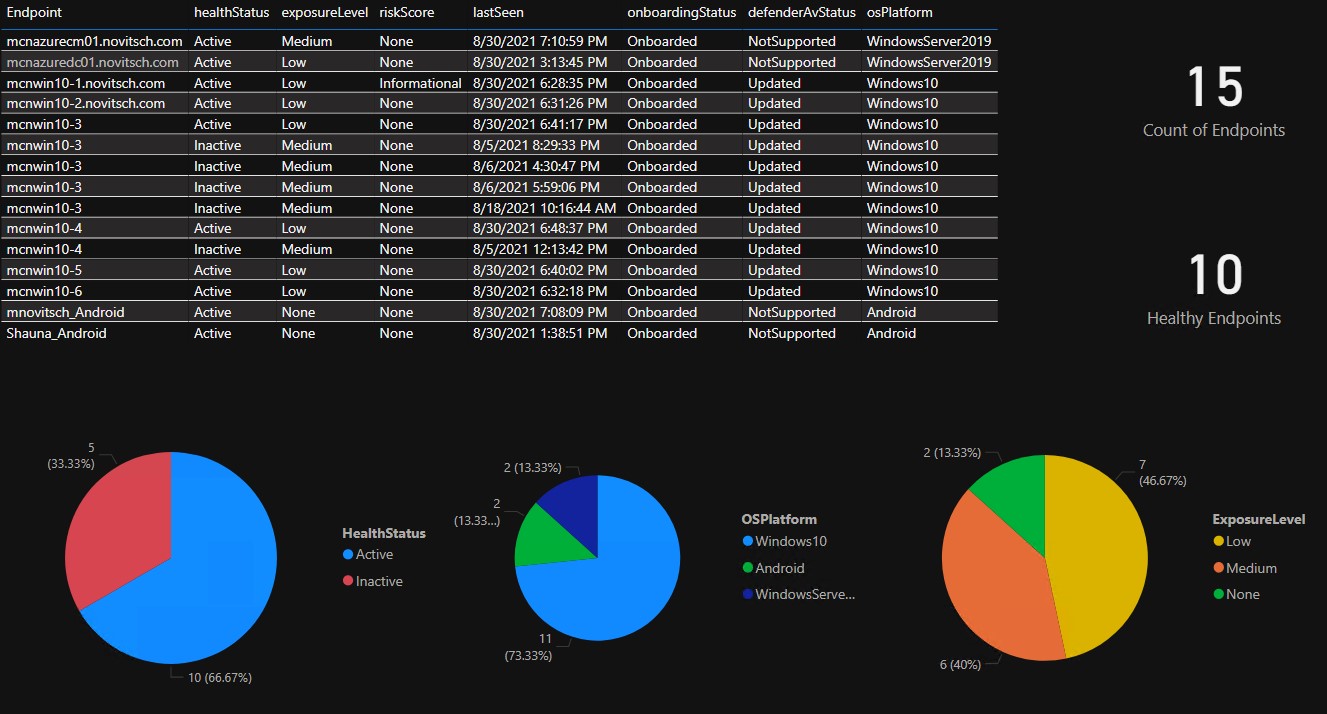 Endpoint healthStatus exposureLevel riskScore lastSeen onboardingStatus defenderAvStatus osPlatform
mcnazurecm01.novitsch.com Active Medium None 8/30/2021 7:10:59 PM Onboarded NotSupported WindowsServer2019
mcnazuredc01.novitsch.com Active Low None 8/30/2021 3:13:45 PM Onboarded NotSupported WindowsServer2019
mcnwin10-1.novitsch.com Active Low Informational 8/30/2021 6:28:35 PM Onboarded Updated Windows10
mcnwin10-2.novitsch.com Active Low None 8/30/2021 6:31:26 PM Onboarded Updated Windows10
mcnwin10-3 Active Low None 8/30/2021 6:41:17 PM Onboarded Updated Windows10
mcnwin10-3 Inactive Medium None 8/5/2021 8:29:33 PM Onboarded Updated Windows10
mcnwin10-3 Inactive Medium None 8/6/2021 4:30:47 PM Onboarded Updated Windows10
mcnwin10-3 Inactive Medium None 8/6/2021 5:59:06 PM Onboarded Updated Windows10
mcnwin10-3 Inactive Medium None 8/18/2021 10:16:44 AM Onboarded Updated Windows10
mcnwin10-4 Active Low None 8/30/2021 6:48:37 PM Onboarded Updated Windows10
mcnwin10-4 Inactive Medium None 8/5/2021 12:13:42 PM Onboarded Updated Windows10
mcnwin10-5 Active Low None 8/30/2021 6:40:02 PM Onboarded Updated Windows10
mcnwin10-6 Active Low None 8/30/2021 6:32:18 PM Onboarded Updated Windows10
mnovitsch_Android Active None None 8/30/2021 7:08:09 PM Onboarded NotSupported Android
Shauna_Android Active None None 8/30/2021 1:38:51 PM Onboarded NotSupported Android
15
Count of Endpoints
10
Healthy Endpoints
5
(33.33%)
10 (66.67%)
HealthStatus
Active
Inactive
2 (13.33%)
2
(13.33...)
11
(73.33%)
OSPlatform
Windows10
Android
WindowsServe...
2 (13.33%)
7
(46.67%)
6 (40%)
ExposureLevel
Low
Medium
None